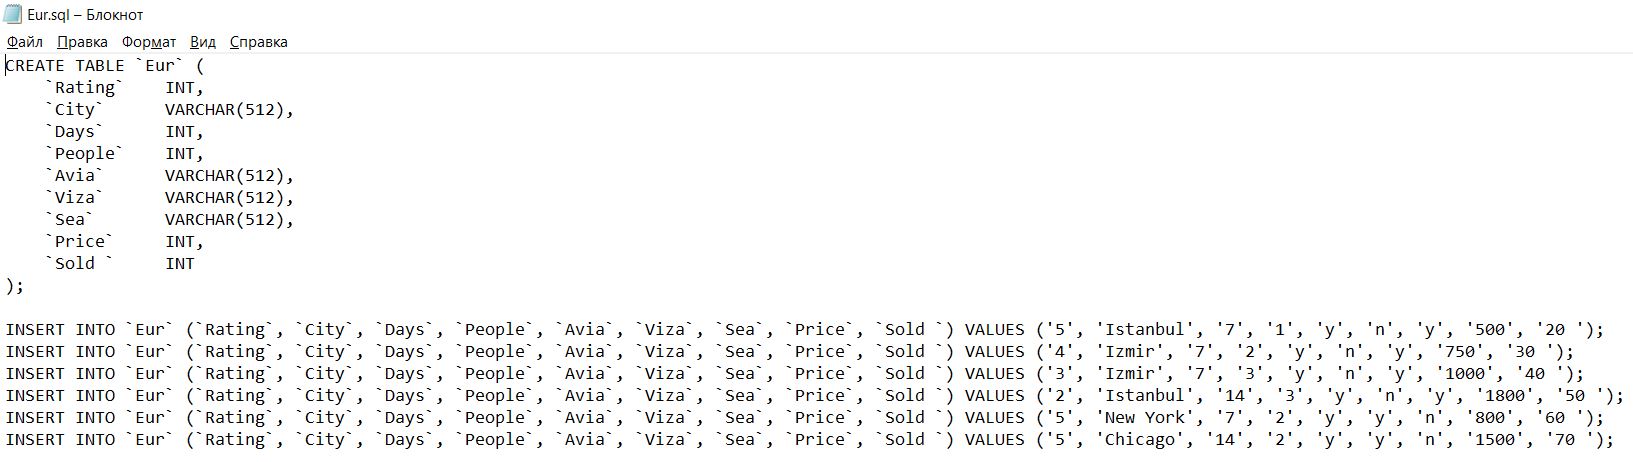 Eur.sql – Блокнот
Файл Правка Формат Вид Справка
CREATE TABLE `Eur` (
    `Rating`    INT,
    `City`      VARCHAR(512),
    `Days`      INT,
    `People`    INT,
    `Avia`      VARCHAR(512),
    `Viza`      VARCHAR(512),
    `Sea`       VARCHAR(512),
    `Price`     INT,
    `Sold `     INT
);
INSERT INTO `Eur` (`Rating`, `City`, `Days`, `People`, `Avia`, `Viza`, `Sea`, `Price`, `Sold `) VALUES ('5', 'Istanbul', '7', '1', 'y', 'n', 'y', '500', '20 ');
INSERT INTO `Eur` (`Rating`, `City`, `Days`, `People`, `Avia`, `Viza`, `Sea`, `Price`, `Sold `) VALUES ('4', 'Izmir', '7', '2', 'y', 'n', 'y', '750', '30 ');
INSERT INTO `Eur` (`Rating`, `City`, `Days`, `People`, `Avia`, `Viza`, `Sea`, `Price`, `Sold `) VALUES ('3', 'Izmir', '7', '3', 'y', 'n', 'y', '1000', '40 ');
INSERT INTO `Eur` (`Rating`, `City`, `Days`, `People`, `Avia`, `Viza`, `Sea`, `Price`, `Sold `) VALUES ('2', 'Istanbul', '14', '3', 'y', 'n', 'y', '1800', '50 ');
INSERT INTO `Eur` (`Rating`, `City`, `Days`, `People`, `Avia`, `Viza`, `Sea`, `Price`, `Sold `) VALUES ('5', 'New York', '7', '2', 'y', 'y', 'n', '800', '60 ');
INSERT INTO `Eur` (`Rating`, `City`, `Days`, `People`, `Avia`, `Viza`, `Sea`, `Price`, `Sold `) VALUES ('5', 'Chicago', '14', '2', 'y', 'y', 'n', '1500', '70 ');